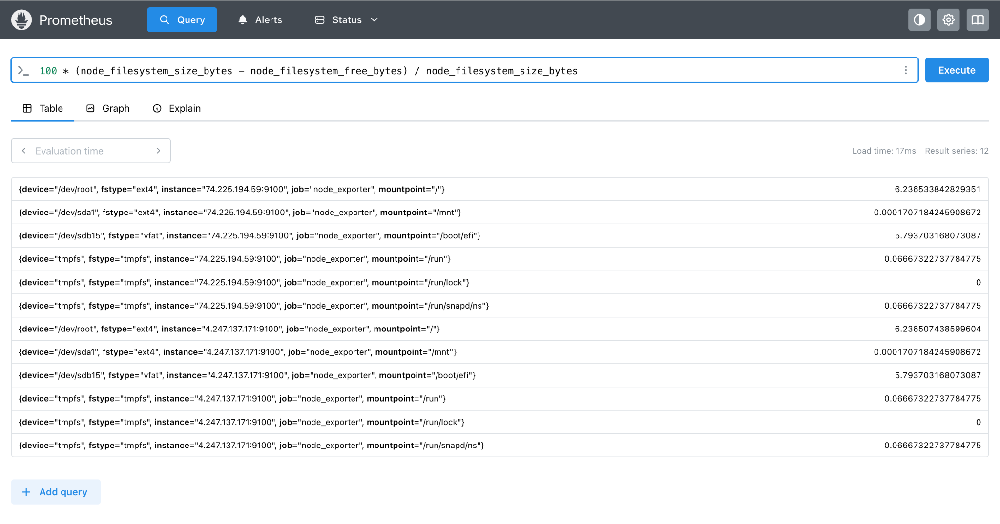 Prometheus Query Alerts Status
100 * (node_filesystem_size_bytes - node_filesystem_free_bytes) / node_filesystem_size_bytes Execute
Table Graph Explain
Evaluation time Load time: 17ms Result series: 12
{device="/dev/root", fstype="ext4", instance="74.225.194.59:9100", job="node_exporter", mountpoint="/"} 6.236533842829351
{device="/dev/sda1", fstype="ext4", instance="74.225.194.59:9100", job="node_exporter", mountpoint="/mnt"} 0.0001707184245908672
{device="/dev/sdb15", fstype="vfat", instance="74.225.194.59:9100", job="node_exporter", mountpoint="/boot/efi"} 5.793703168073087
{device="tmpfs", fstype="tmpfs", instance="74.225.194.59:9100", job="node_exporter", mountpoint="/run"} 0.06667322737784775
{device="tmpfs", fstype="tmpfs", instance="74.225.194.59:9100", job="node_exporter", mountpoint="/run/lock"} 0
{device="tmpfs", fstype="tmpfs", instance="74.225.194.59:9100", job="node_exporter", mountpoint="/run/snapd/ns"} 0.06667322737784775
{device="/dev/root", fstype="ext4", instance="4.247.137.171:9100", job="node_exporter", mountpoint="/"} 6.236507438599604
{device="/dev/sda1", fstype="ext4", instance="4.247.137.171:9100", job="node_exporter", mountpoint="/mnt"} 0.0001707184245908672
{device="/dev/sdb15", fstype="vfat", instance="4.247.137.171:9100", job="node_exporter", mountpoint="/boot/efi"} 5.793703168073087
{device="tmpfs", fstype="tmpfs", instance="4.247.137.171:9100", job="node_exporter", mountpoint="/run"} 0.06667322737784775
{device="tmpfs", fstype="tmpfs", instance="4.247.137.171:9100", job="node_exporter", mountpoint="/run/lock"} 0
{device="tmpfs", fstype="tmpfs", instance="4.247.137.171:9100", job="node_exporter", mountpoint="/run/snapd/ns"} 0.06667322737784775
+ Add query